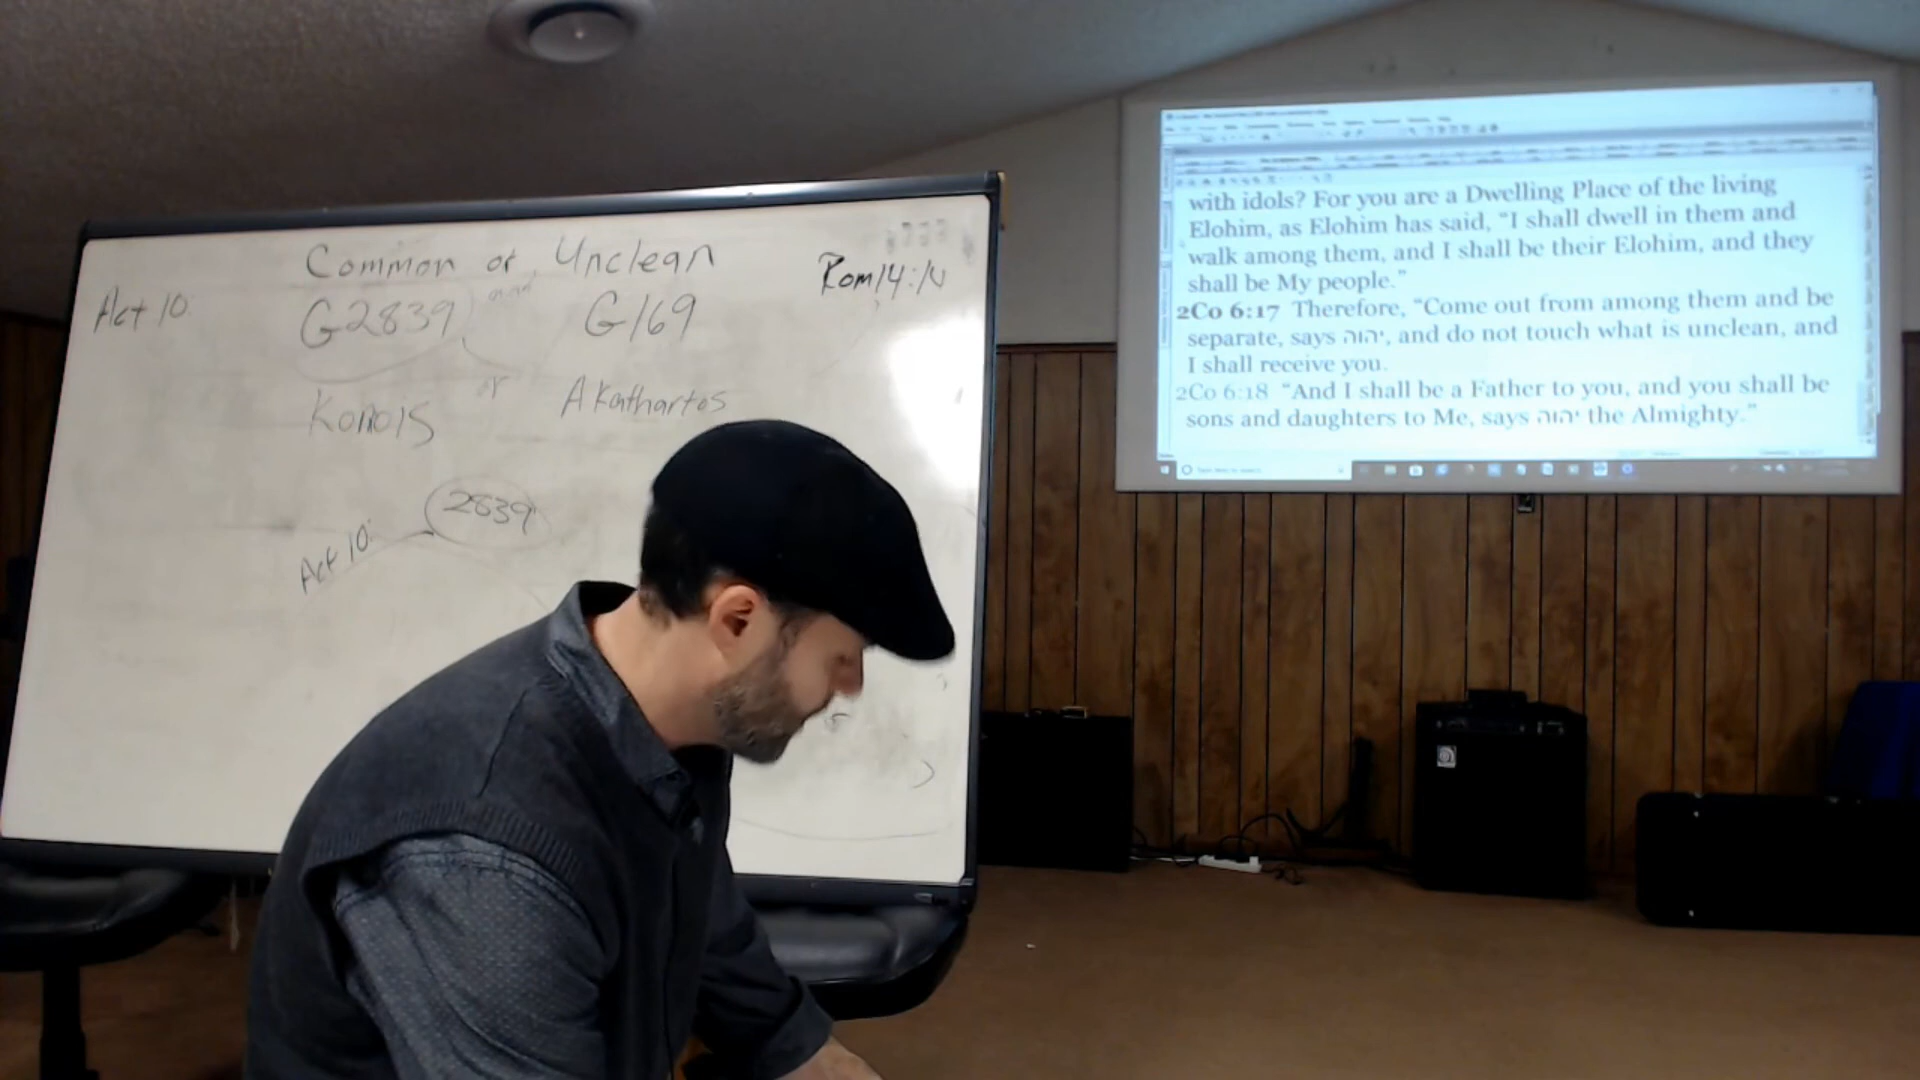 Common or Unclean
Act 10.
G2839
and
G169
Rom 14:14
Konois
or
Akathartos
2839
Act 10:
with idols? For you are a Dwelling Place of the living
Elohim, as Elohim has said, “I shall dwell in them and
walk among them, and I shall be their Elohim, and they
shall be My people.”
2Co 6:17 Therefore, “Come out from among them and be
separate, says יהוה, and do not touch what is unclean, and
I shall receive you.
2Co 6:18 “And I shall be a Father to you, and you shall be
sons and daughters to Me, says יהוה the Almighty.”